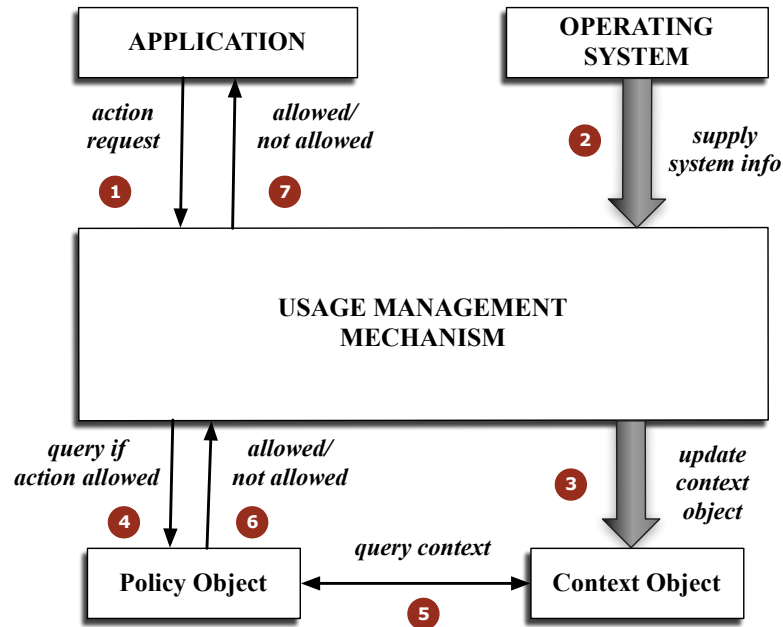 APPLICATION
OPERATING
SYSTEM
action
request
allowed/
not allowed
1
7
2
supply
system info
USAGE MANAGEMENT
MECHANISM
query if
action allowed
allowed/
not allowed
4
6
3
update
context
object
query context
Policy Object
Context Object
5